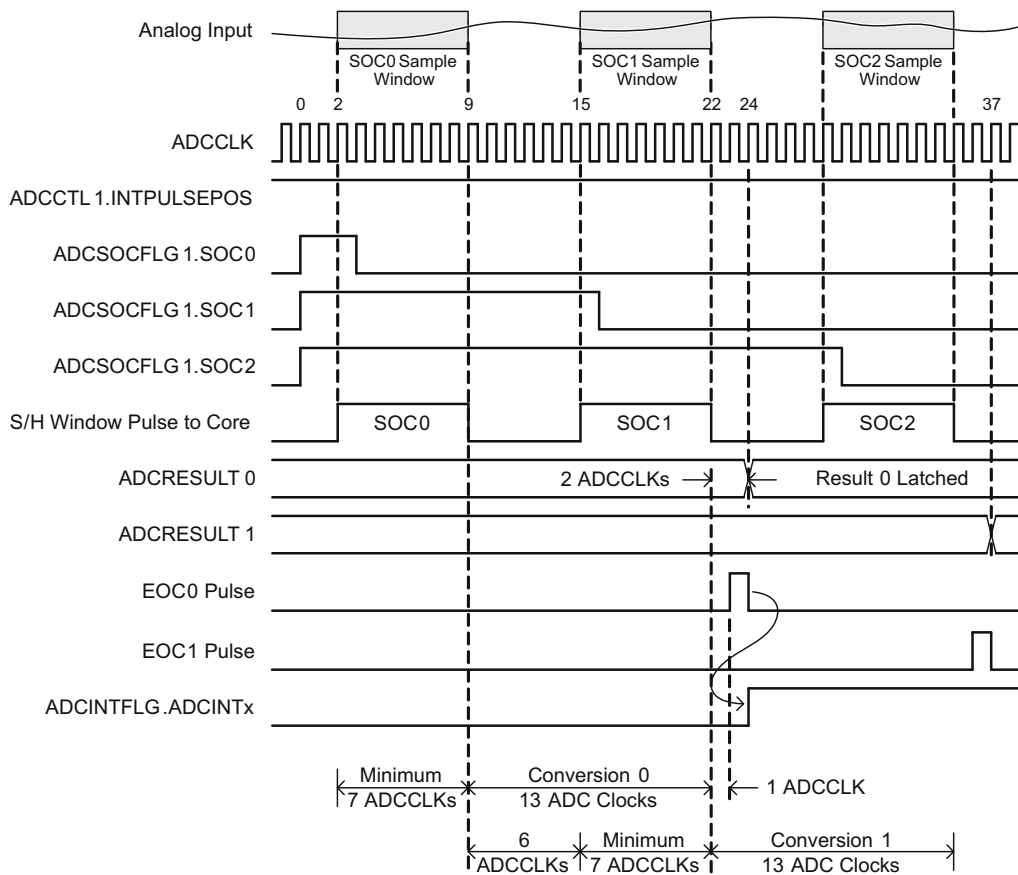 Analog Input
SOC0 Sample
Window
SOC1 Sample
Window
SOC2 Sample
Window
0 2 9 15 22 24 37
ADCCLK
ADCCTL 1.INTPULSEPOS
ADCSOCFLG 1.SOC0
ADCSOCFLG 1.SOC1
ADCSOCFLG 1.SOC2
S/H Window Pulse to Core SOC0 SOC1 SOC2
ADCRESULT 0 2 ADCCLKs Result 0 Latched
ADCRESULT 1
EOC0 Pulse
EOC1 Pulse
ADCINTFLG.ADCINTx
Minimum
7 ADCCLKs
Conversion 0
13 ADC Clocks
1 ADCCLK
6
ADCCLKs
Minimum
7 ADCCLKs
Conversion 1
13 ADC Clocks